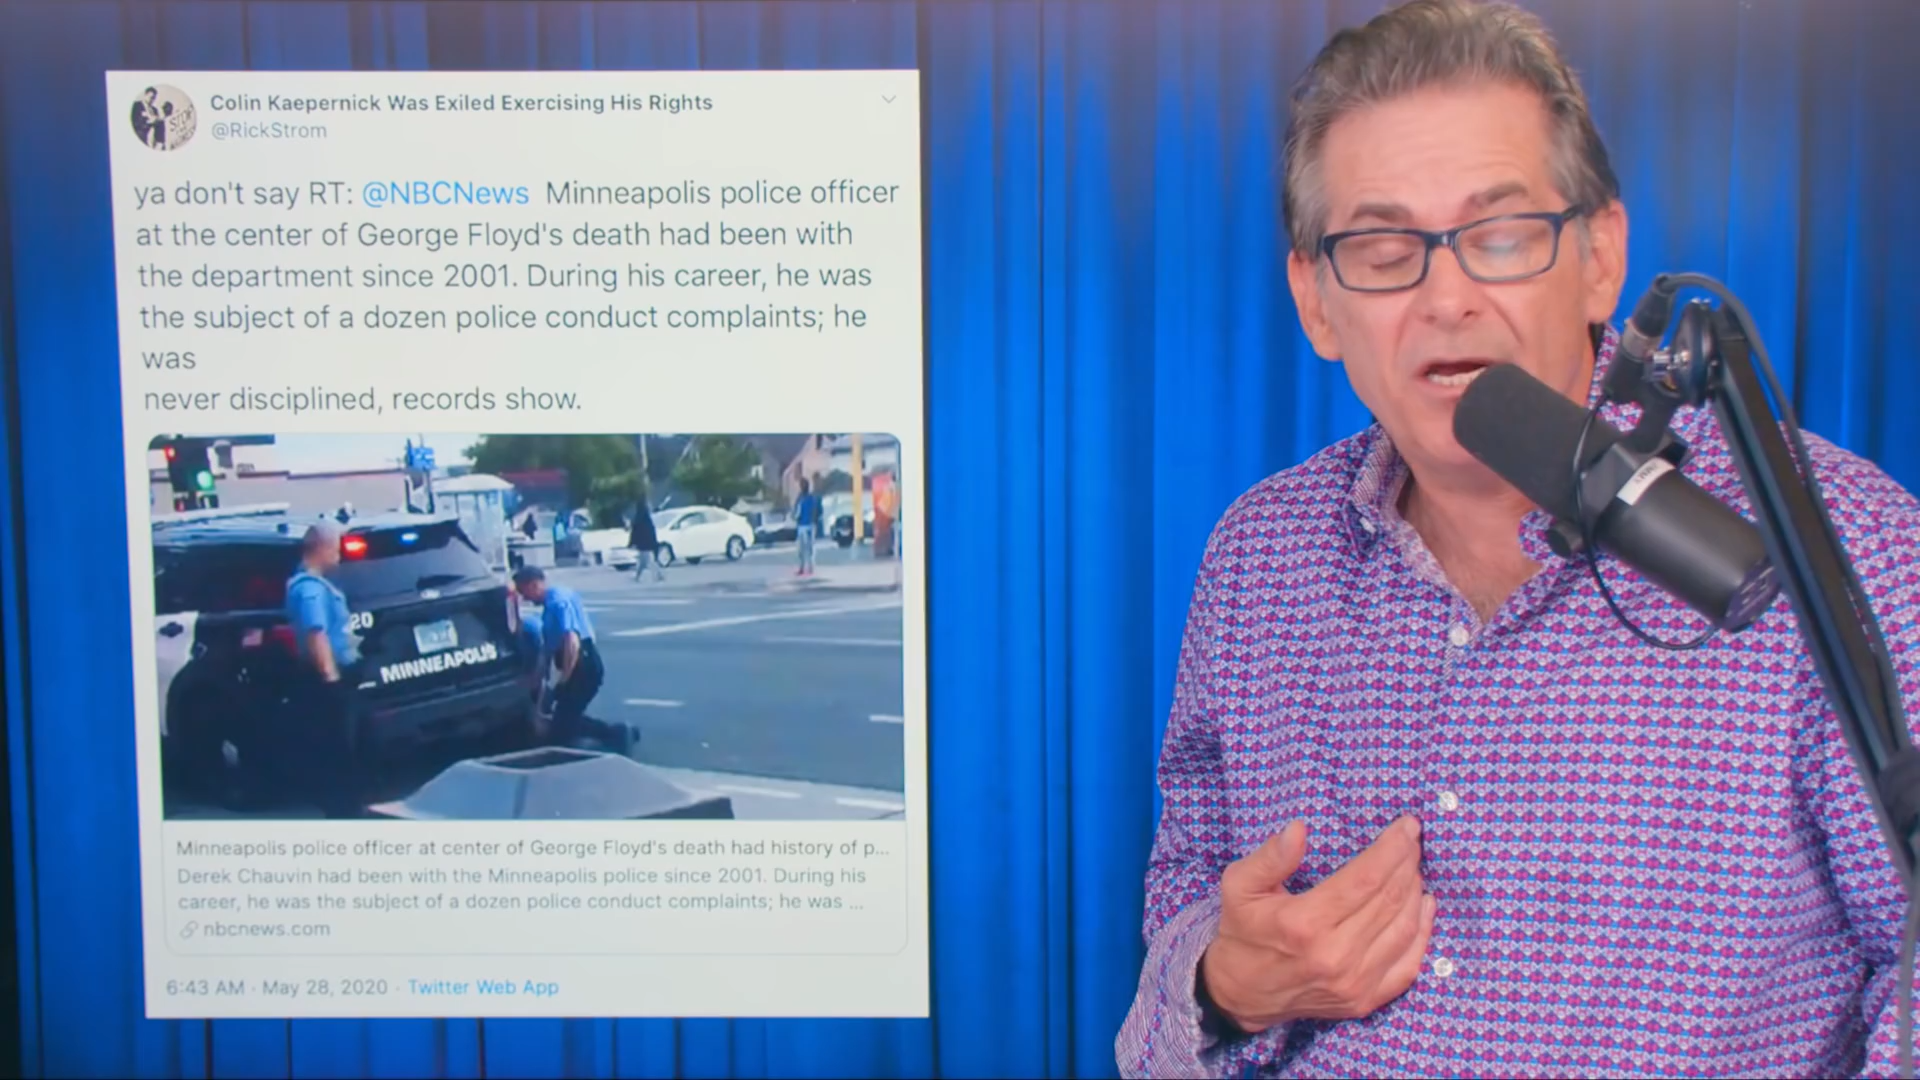 Colin Kaepernick Was Exiled Exercising His Rights
@RickStrom
ya don't say RT: @NBCNews Minneapolis police officer
at the center of George Floyd's death had been with
the department since 2001. During his career, he was
the subject of a dozen police conduct complaints; he
was
never disciplined, records show.
20
MINNEAPOLIS
Minneapolis police officer at center of George Floyd's death had history of p...
Derek Chauvin had been with the Minneapolis police since 2001. During his
career, he was the subject of a dozen police conduct complaints; he was ...
nbcnews.com
6:43 AM · May 28, 2020 · Twitter Web App